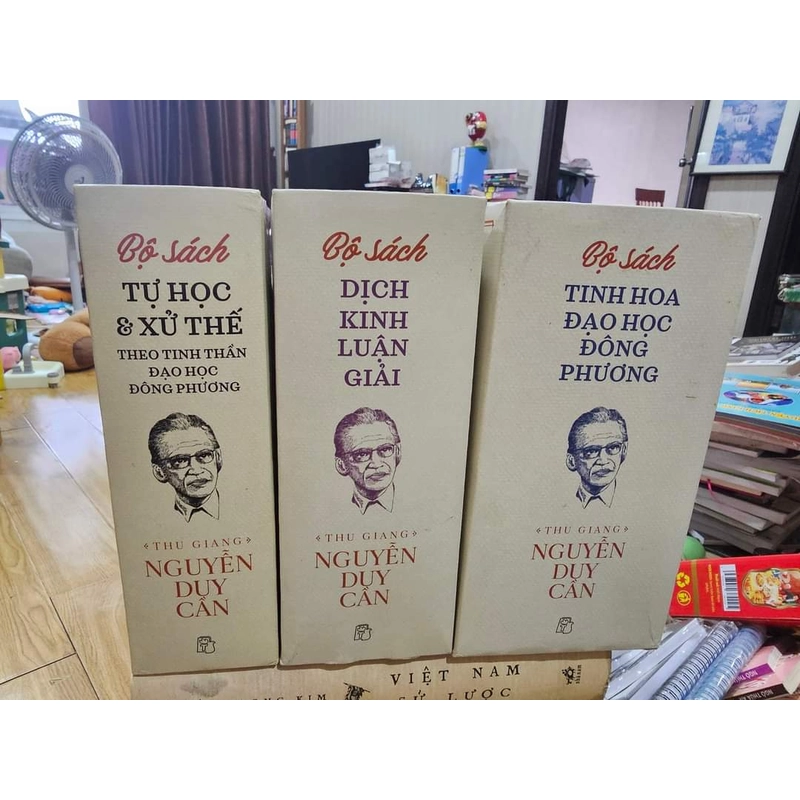 Bộ sách
TỰ HỌC
& XỬ THẾ
THEO TINH THẦN
ĐẠO HỌC
ĐÔNG PHƯƠNG
THU GIANG
NGUYỄN
DUY
CẦN
Bộ sách
DỊCH
KINH
LUẬN
GIẢI
THU GIANG
NGUYỄN
DUY
CẦN
Bộ sách
TINH HOA
ĐẠO HỌC
ĐÔNG
PHƯƠNG
THU GIANG
NGUYỄN
DUY
CẦN
VIỆT NAM
KIM
SỬ LƯỢC